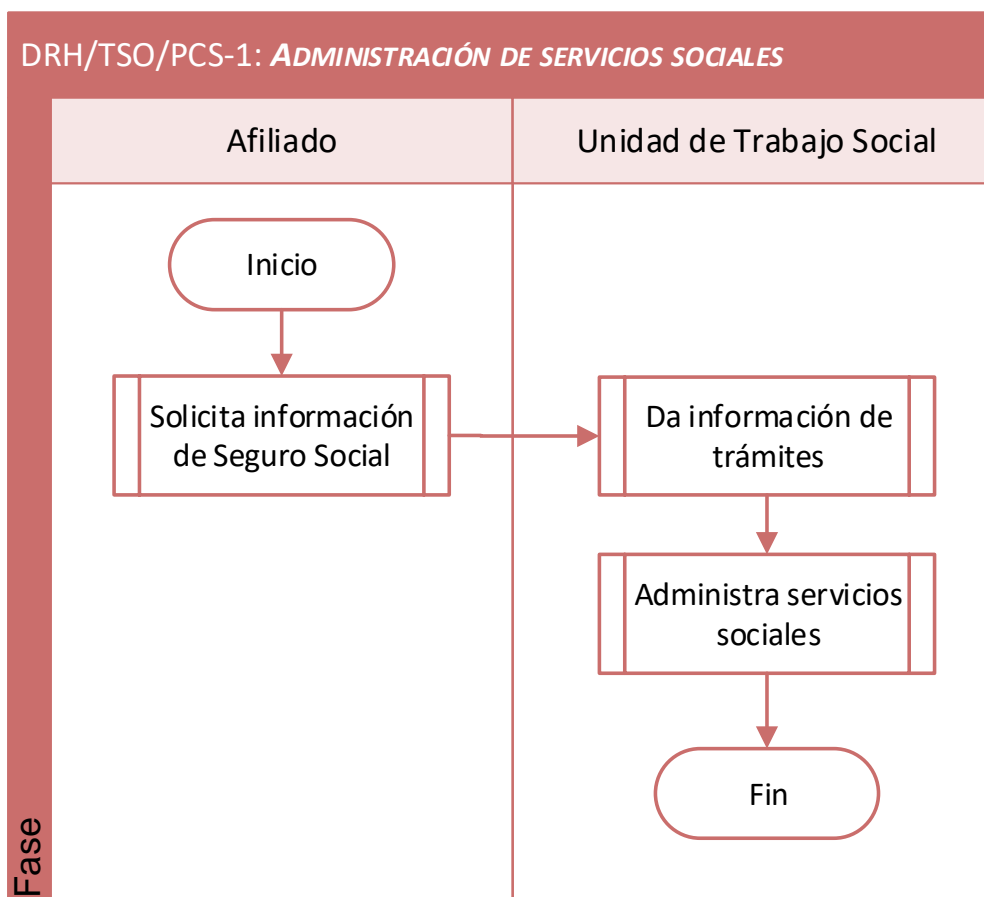 DRH/TSO/PCS-1: ADMINISTRACIÓN DE SERVICIOS SOCIALES
Afiliado
Unidad de Trabajo Social
Inicio
Solicita información
de Seguro Social
Da información de
trámites
Administra servicios
sociales
Fin
Fase